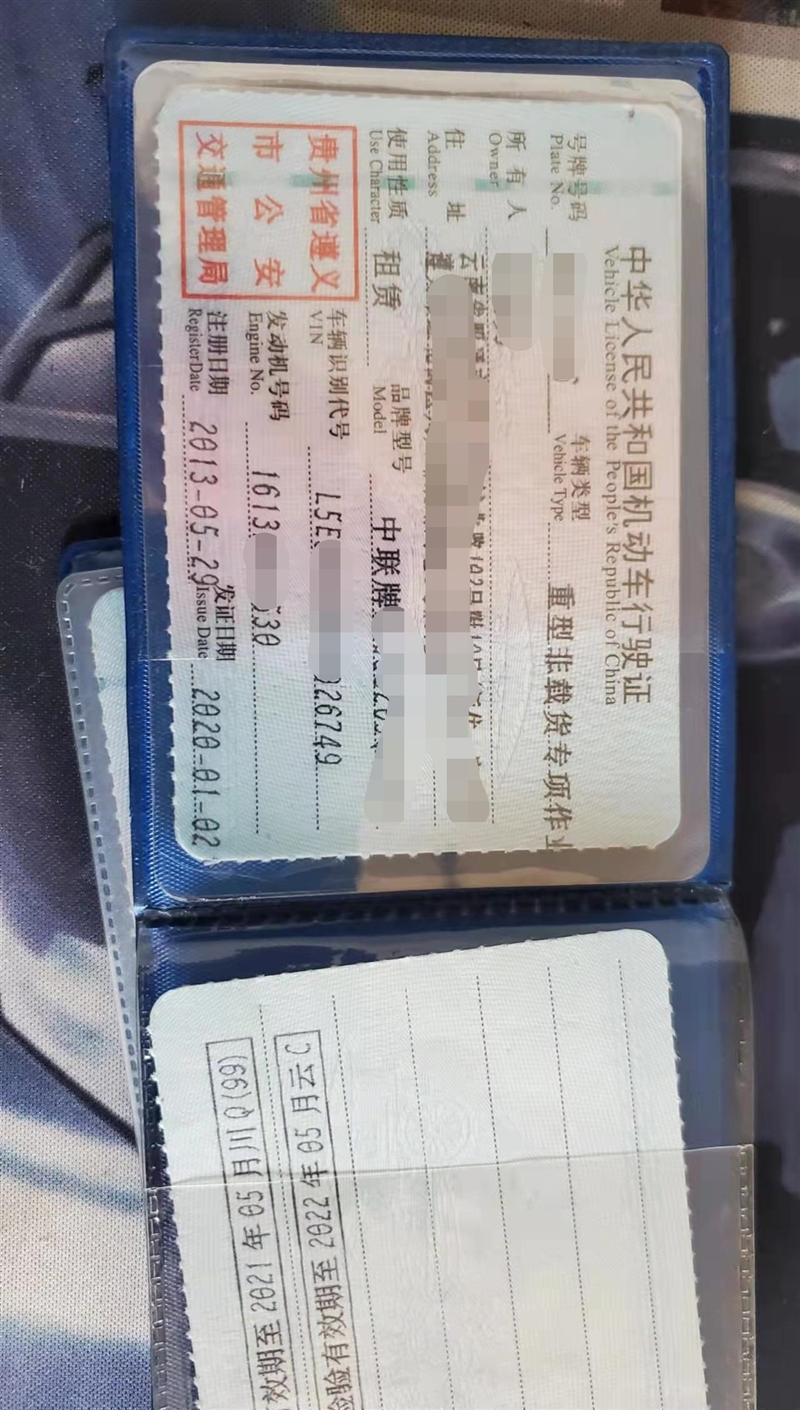 中华人民共和国机动车行驶证
Vehicle License of the People's Republic of China
号牌号码
Plate No.
车辆类型
Vehicle Type
重型非载货专项作业
所有人
Owner
住址
Address
使用性质
Use Character
租赁
品牌型号
Model
中联牌
贵州省遵义
市公安
交通管理局
车辆识别代号
VIN
L5E
26749
发动机号码
Engine No.
1613
30
注册日期
Register Date
2013-05-29
发证日期
Issue Date
2020-01-02
验有效期至2022年05月云C
效期至2021年05月川Q(99)